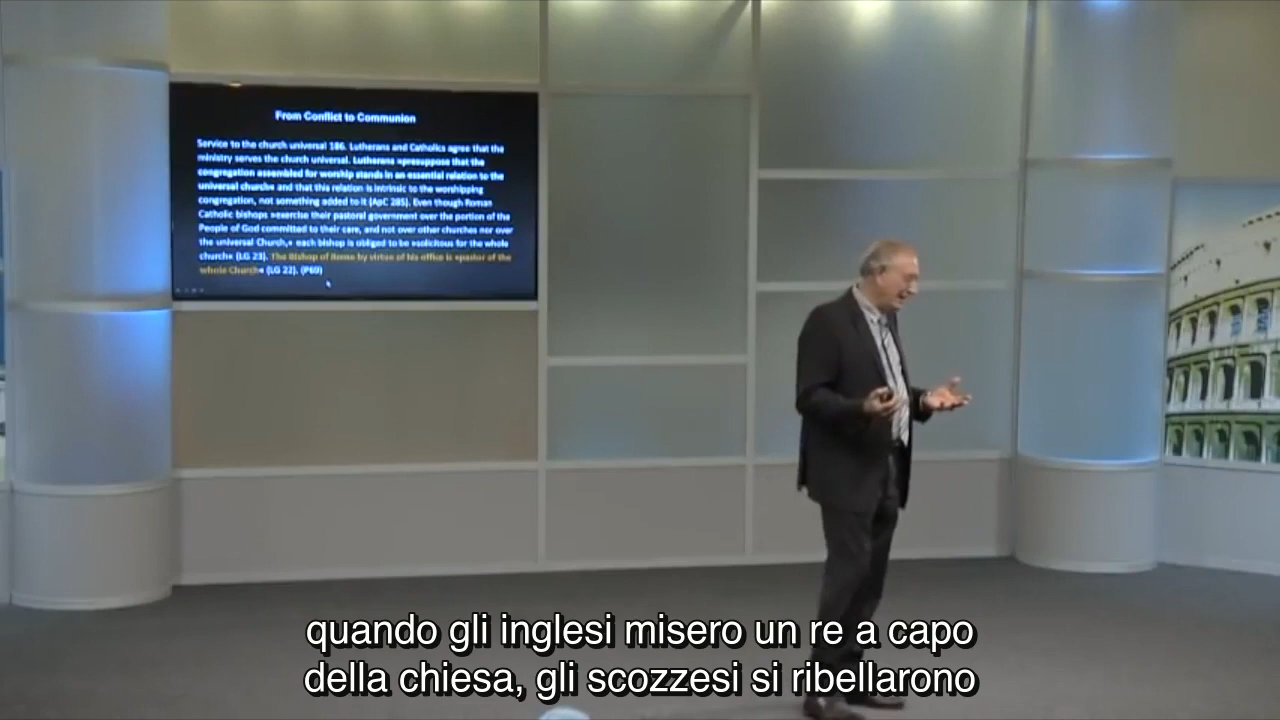 From Conflict to Communion
Service to the church universal 186. Lutherans and Catholics agree that the
ministry serves the church universal. Lutherans »presuppose that the
congregation assembled for worship stands in an essential relation to the
universal church« and that this relation is intrinsic to the worshipping
congregation, not something added to it (ApC 285). Even though Roman
Catholic bishops »exercise their pastoral government over the portion of the
People of God committed to their care, and not over other churches nor over
the universal Church,« each bishop is obliged to be »solicitous for the whole
church« (LG 23). The Bishop of Rome by virtue of his office is »pastor of the
whole Church« (LG 22). (P69)
quando gli inglesi misero un re a capo
della chiesa, gli scozzesi si ribellarono